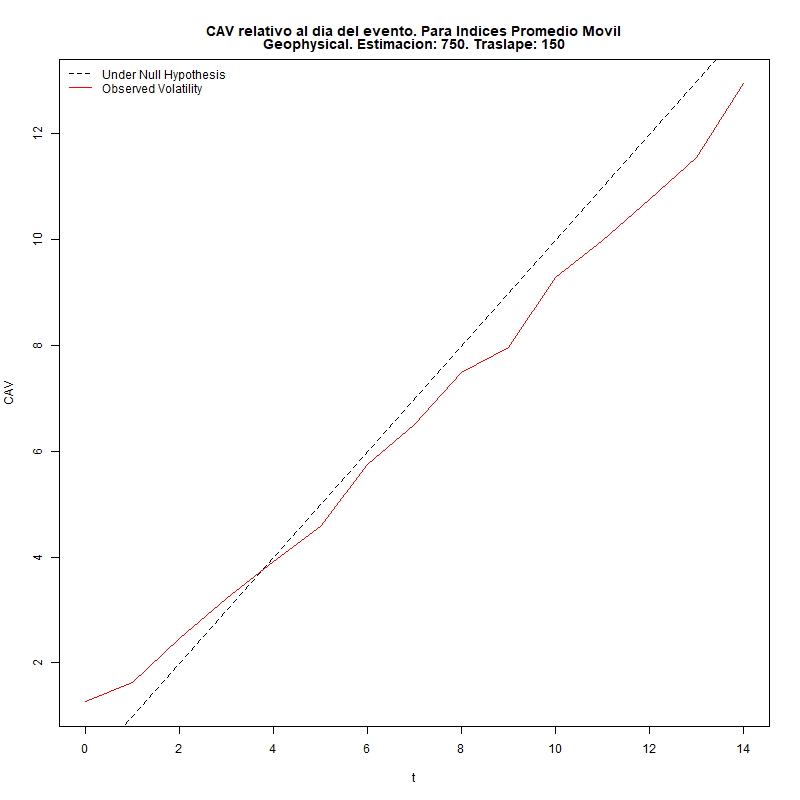 CAV relativo al dia del evento. Para Indices Promedio Movil
Geophysical. Estimacion: 750. Traslape: 150
Under Null Hypothesis
Observed Volatility
12
10
8
6
4
2
CAV
0 2 4 6 8 10 12 14
t